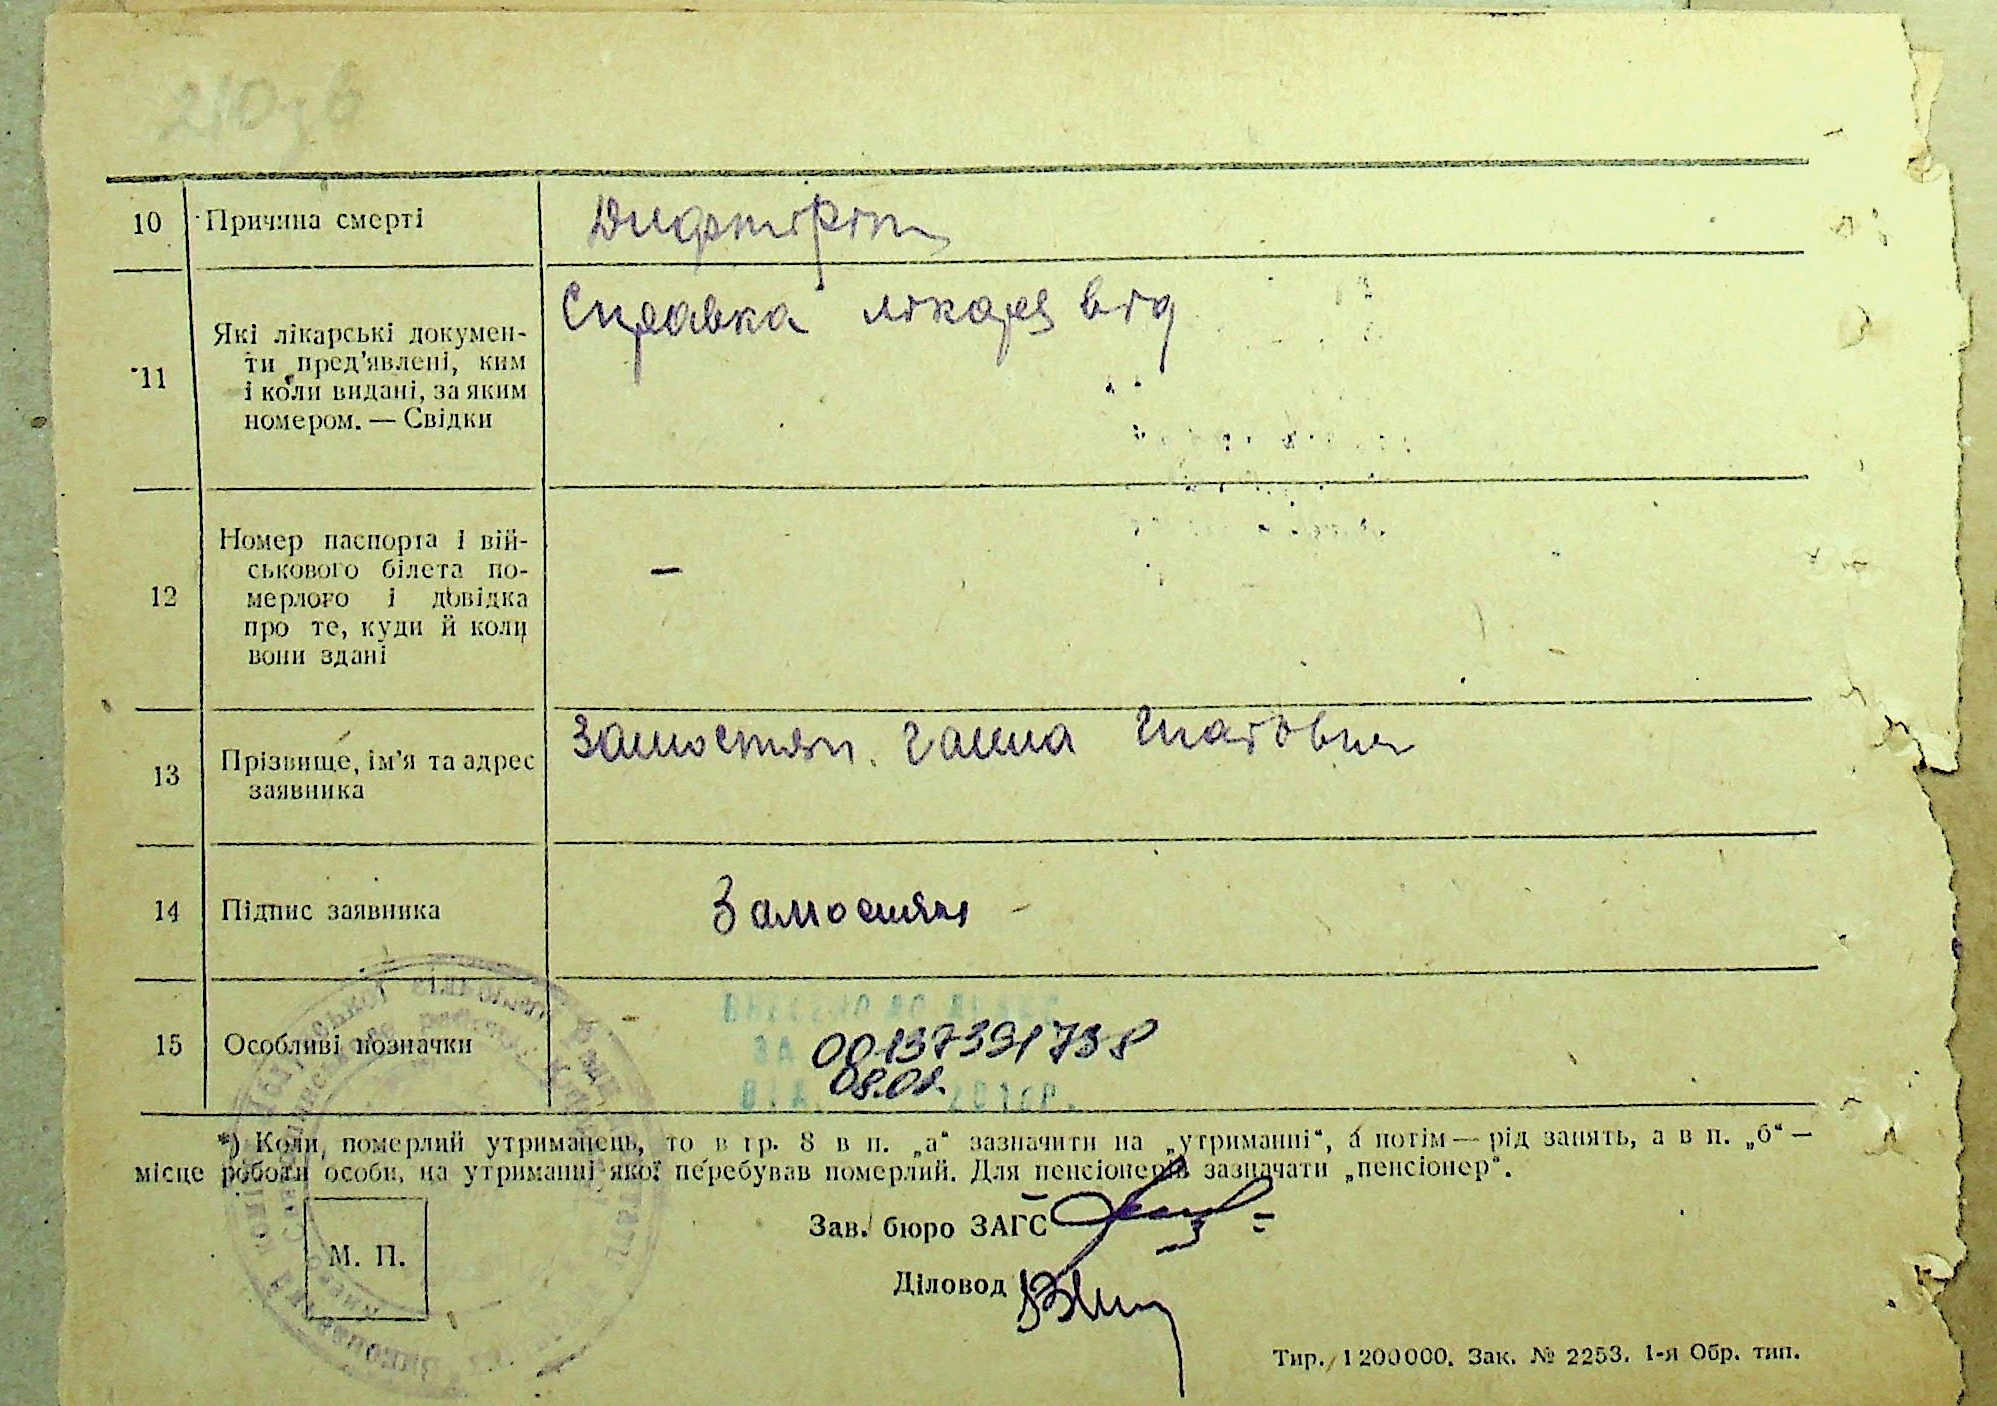 10 Причина смерті
11 Які лікарські докумен-
ти пред'явлені, ким
і коли видані, за яким
номером. — Свідки
Справка лікаря від
12 Номер паспорта і вій-
ськового білета по-
мерлого і довідка
про те, куди й коли
вони здані
–
13 Прізвище, ім'я та адрес
заявника
Замостян Ганна
14 Підпис заявника
Замостян
15 Особливі позначки
00137391738
08.01.
*) Коли померлий утриманець, то в гр. 8 в п. „а“ зазначити на „утриманні“, а потім — рід занять, а в п. „б“ —
місце роботи особи, на утриманні якої перебував померлий. Для пенсіонерів зазначати „пенсіонер“.
Зав. бюро ЗАГС
М. П.
Діловод
Тир. 1200000. Зак. № 2253. 1-я Обр. тип.